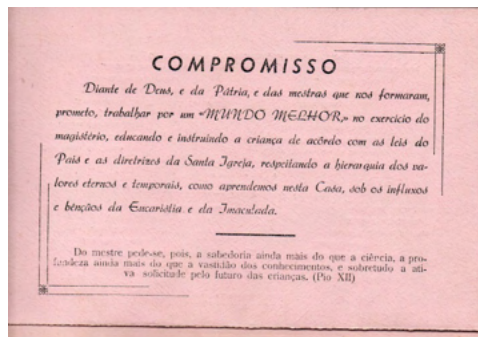 COMPROMISSO
Diante de Deus, e da Pátria, e das mestras que nos formaram,
prometo, trabalhar por um «MUNDO MELHOR,» no exercício do
magistério, educando e instruindo a criança de acôrdo com as leis do
País e as diretrizes da Santa Igreja, respeitando a hierarquia dos va-
lores eternos e temporais, como aprendemos nesta Casa, sob os influxos
e bênçãos da Eucaristia e da Imaculada.
Do mestre pede-se, pois, a sabedoria ainda mais do que a ciência, a pro-
fundeza ainda mais do que a vastidão dos conhecimentos, e sobretudo a ati-
va solicitude pelo futuro das crianças. (Pio XII)